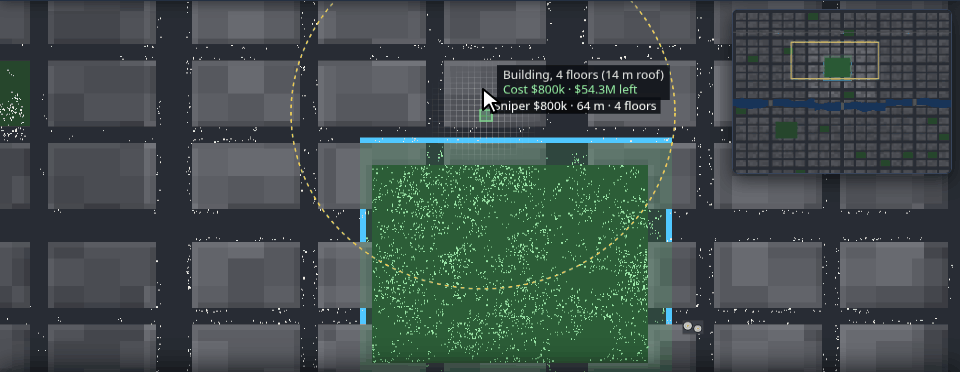 Building, 4 floors (14 m roof)
Cost $800k · $54.3M left
Sniper $800k · 64 m · 4 floors